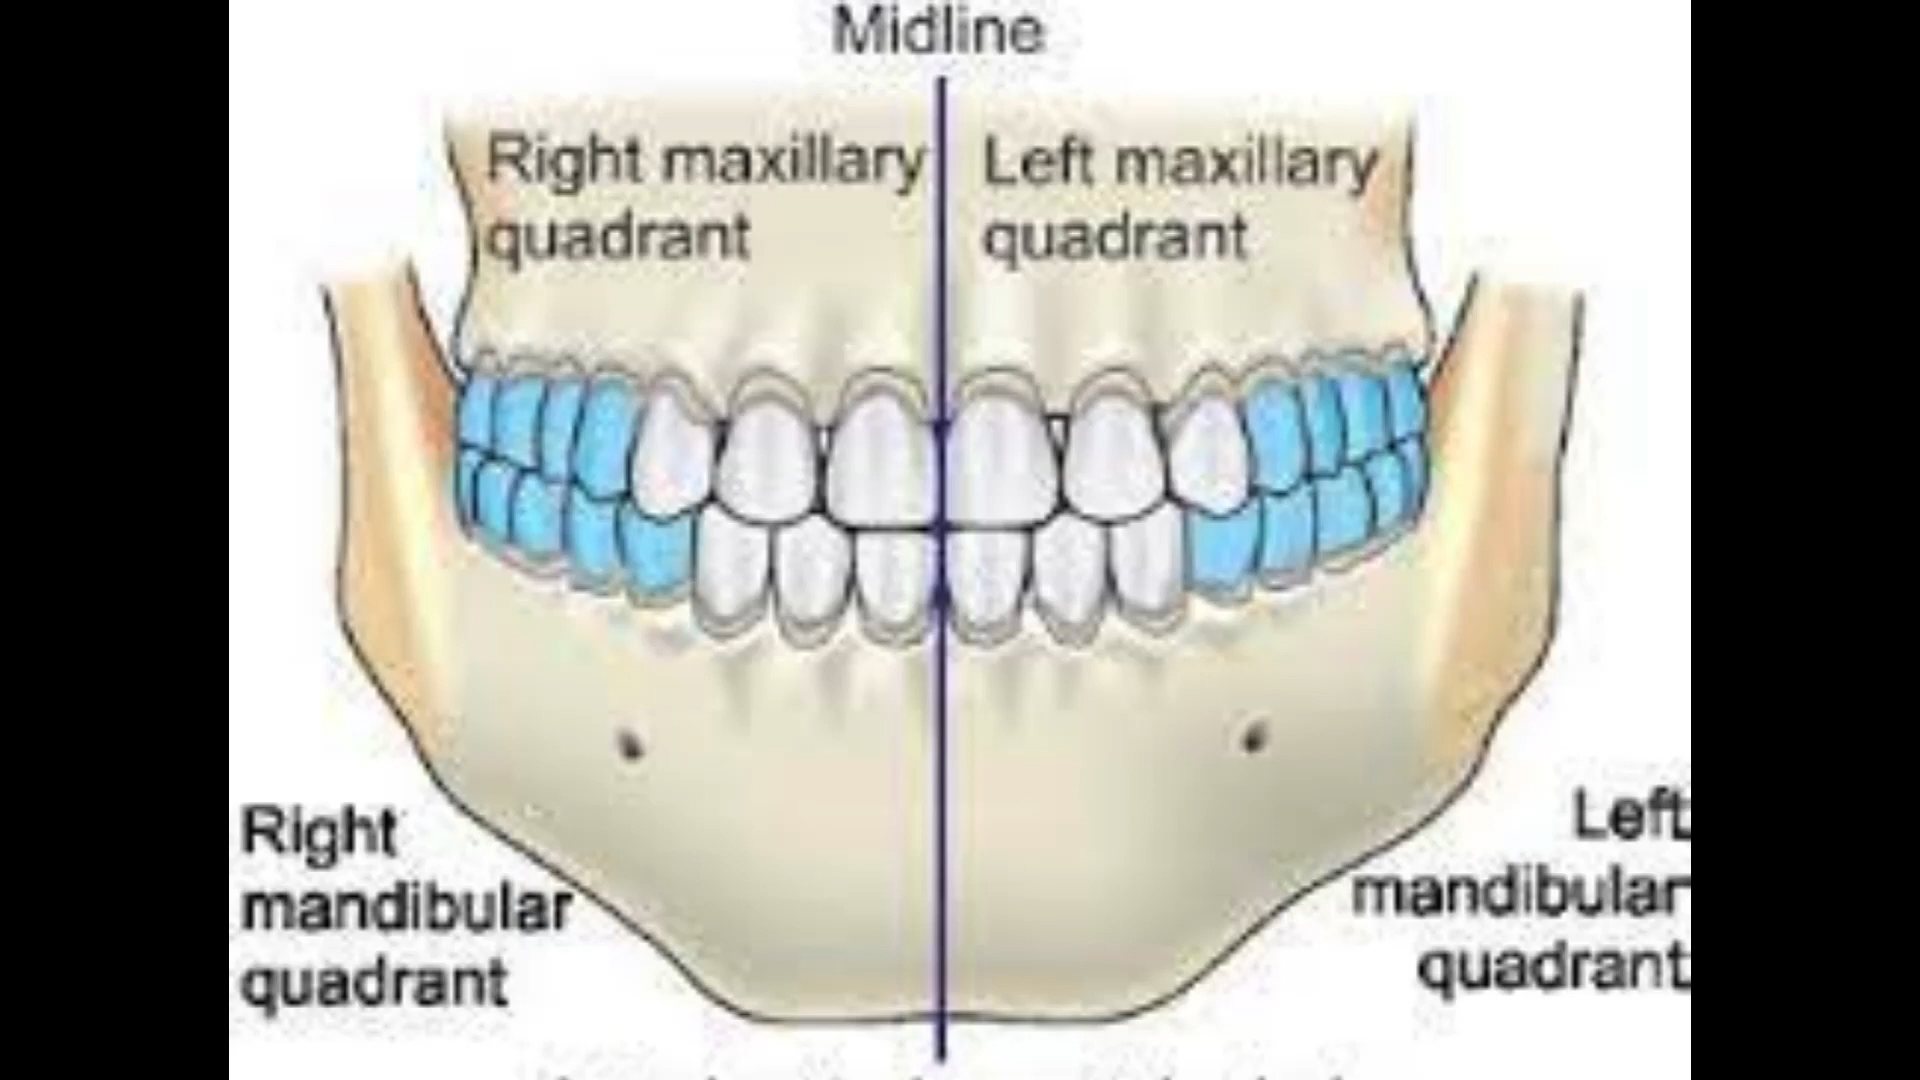 Midline
Right maxillary
quadrant
Left maxillary
quadrant
Right
mandibular
quadrant
Left
mandibular
quadrant